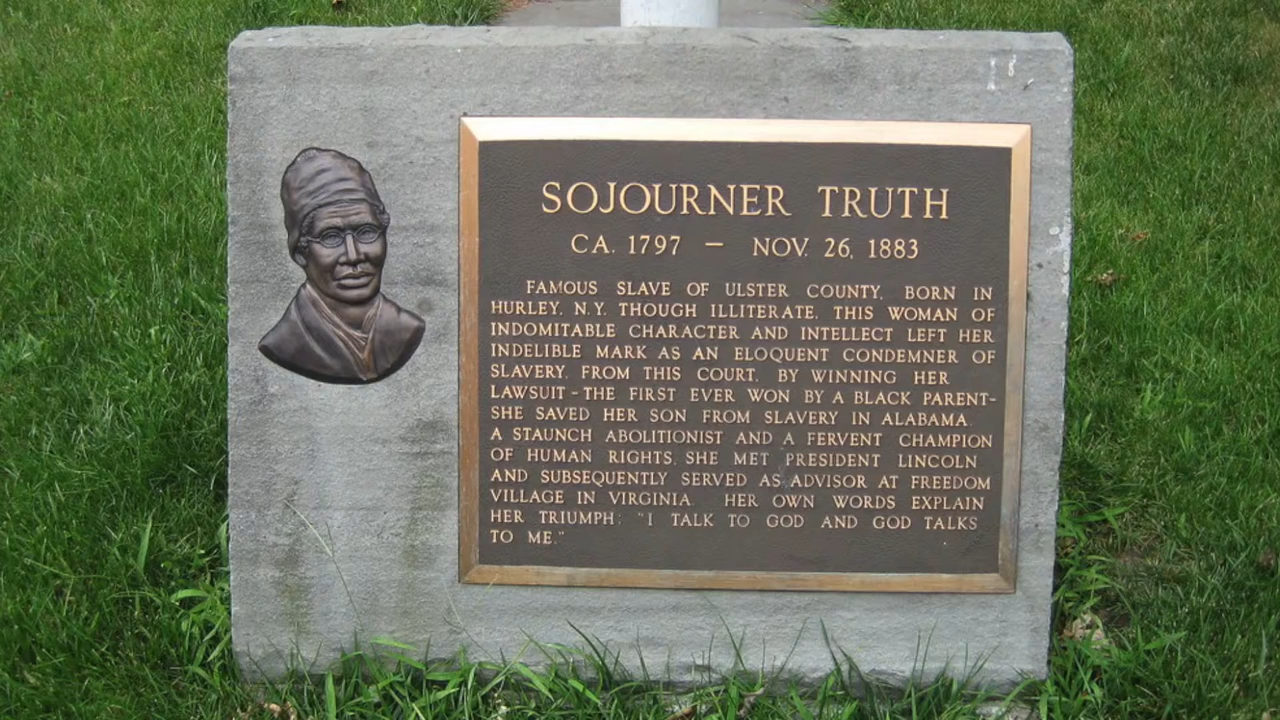 SOJOURNER TRUTH
CA. 1797 — NOV. 26, 1883
FAMOUS SLAVE OF ULSTER COUNTY, BORN IN
HURLEY, N.Y. THOUGH ILLITERATE, THIS WOMAN OF
INDOMITABLE CHARACTER AND INTELLECT LEFT HER
INDELIBLE MARK AS AN ELOQUENT CONDEMNER OF
SLAVERY. FROM THIS COURT, BY WINNING HER
LAWSUIT - THE FIRST EVER WON BY A BLACK PARENT-
SHE SAVED HER SON FROM SLAVERY IN ALABAMA.
A STAUNCH ABOLITIONIST AND A FERVENT CHAMPION
OF HUMAN RIGHTS, SHE MET PRESIDENT LINCOLN
AND SUBSEQUENTLY SERVED AS ADVISOR AT FREEDOM
VILLAGE IN VIRGINIA. HER OWN WORDS EXPLAIN
HER TRIUMPH: "I TALK TO GOD AND GOD TALKS
TO ME."